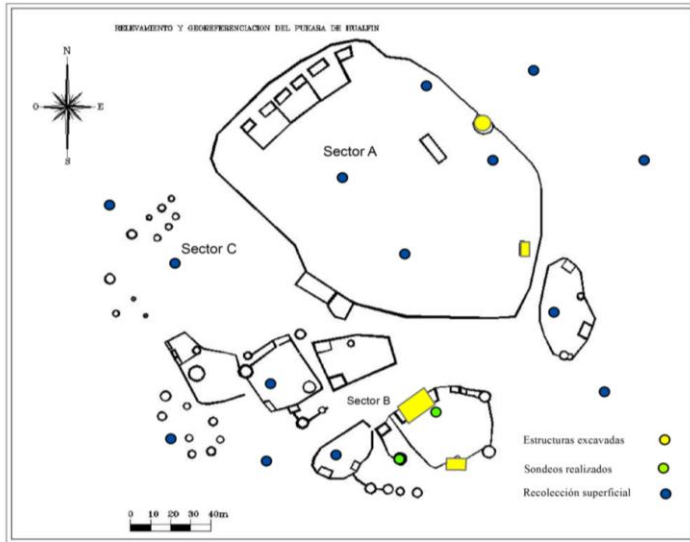 RELEVAMIENTO Y GEOREFERENCIACION DEL PUKARA DE HUALFIN
N
O E
S
Sector A
Sector C
Sector B
Estructuras excavadas
Sondeos realizados
Recolección superficial
0 10 20 30 40m